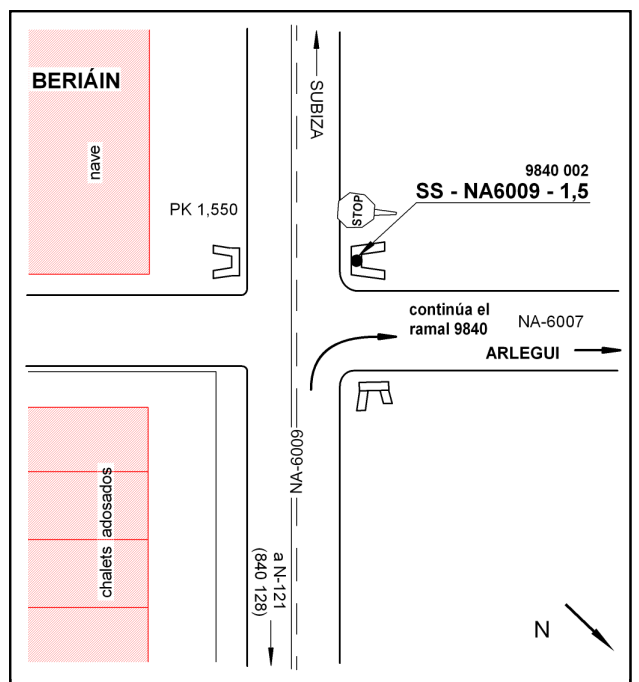 BERIÁIN
nave
PK 1,550
SUBIZA
STOP
9840 002
SS - NA6009 - 1,5
continúa el
ramal 9840
NA-6007
ARLEGUI
NA-6009
chalets adosados
a N-121
(840 128)
N